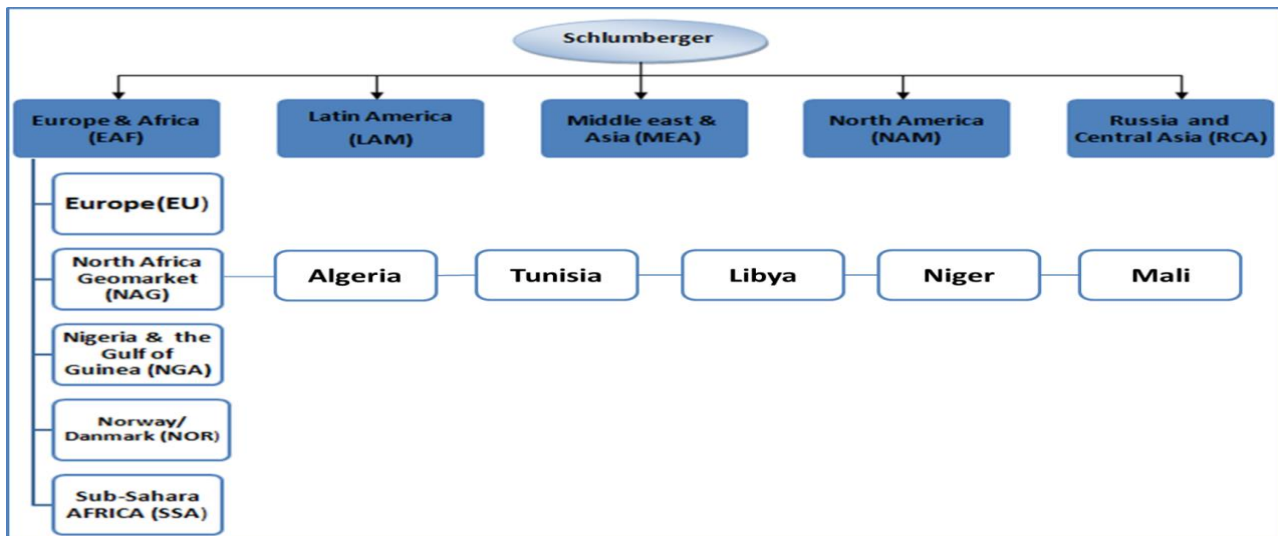 Schlumberger
Europe & Africa
(EAF)
Latin America
(LAM)
Middle east &
Asia (MEA)
North America
(NAM)
Russia and
Central Asia (RCA)
Europe(EU)
North Africa
Geomarket
(NAG)
Algeria
Tunisia
Libya
Niger
Mali
Nigeria & the
Gulf of
Guinea (NGA)
Norway/
Danmark (NOR)
Sub-Sahara
AFRICA (SSA)